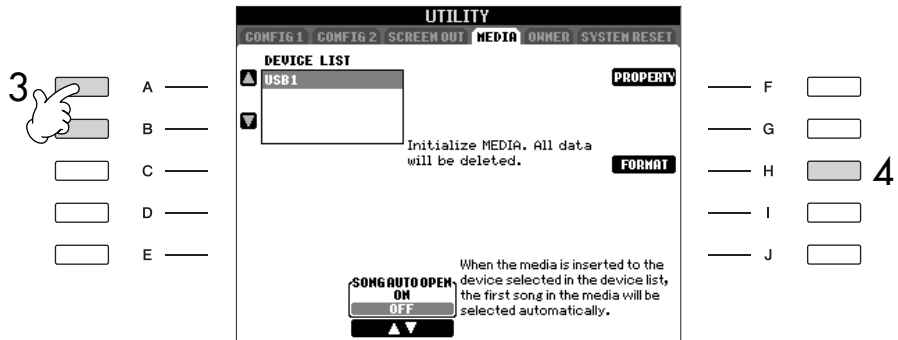 UTILITY
CONFIG 1 CONFIG 2 SCREEN OUT MEDIA OWNER SYSTEM RESET
DEVICE LIST
USB1
PROPERTY
Initialize MEDIA. All data
will be deleted.
FORMAT
When the media is inserted to the
device selected in the device list,
the first song in the media will be
selected automatically.
SONG AUTO OPEN
ON
OFF
3
A
B
C
D
E
F
G
H
I
J
4